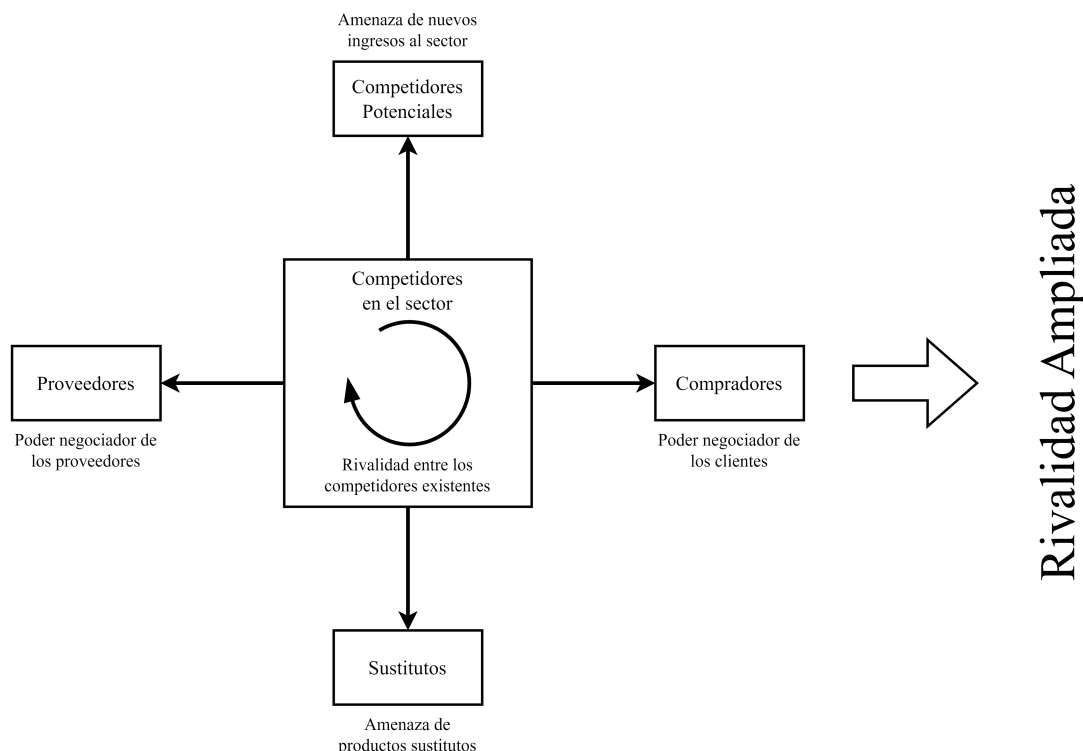 Amenaza de nuevos
ingresos al sector
Competidores
Potenciales
Competidores
en el sector
Proveedores
Poder negociador de
los proveedores
Rivalidad entre los
competidores existentes
Compradores
Poder negociador de
los clientes
Sustitutos
Amenaza de
productos sustitutos
Rivalidad Ampliada